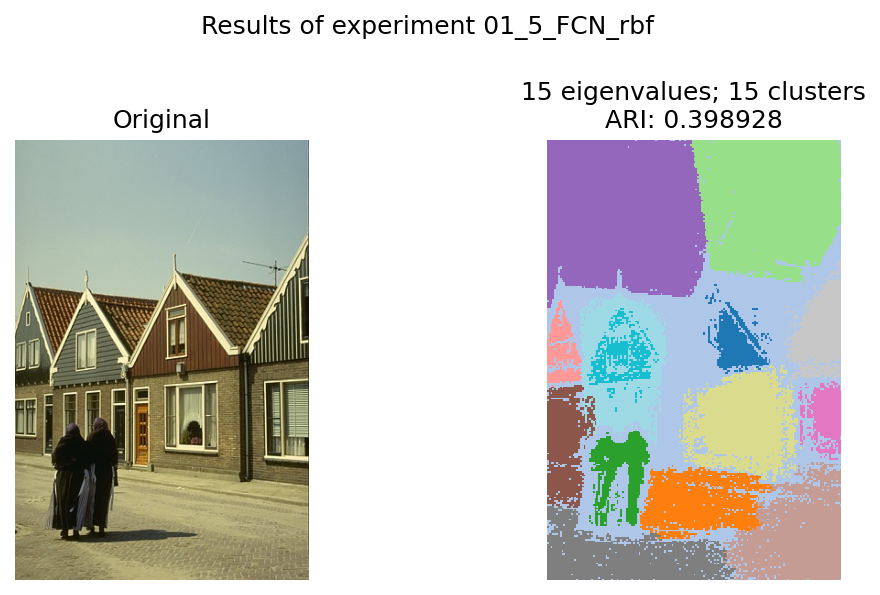 Results of experiment 01_5_FCN_rbf
Original
15 eigenvalues; 15 clusters
ARI: 0.398928